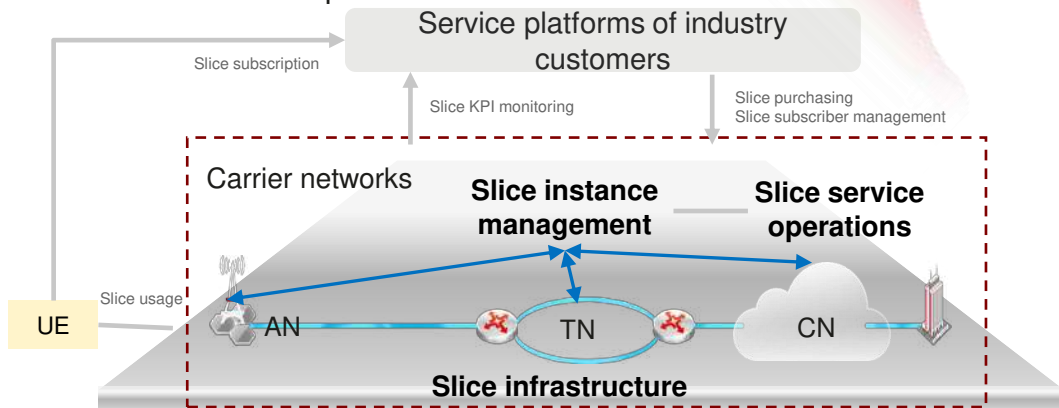 Service platforms of industry
customers
Slice subscription
Slice KPI monitoring
Slice purchasing
Slice subscriber management
Carrier networks
Slice instance
management
Slice service
operations
Slice usage
UE
AN
TN
CN
Slice infrastructure